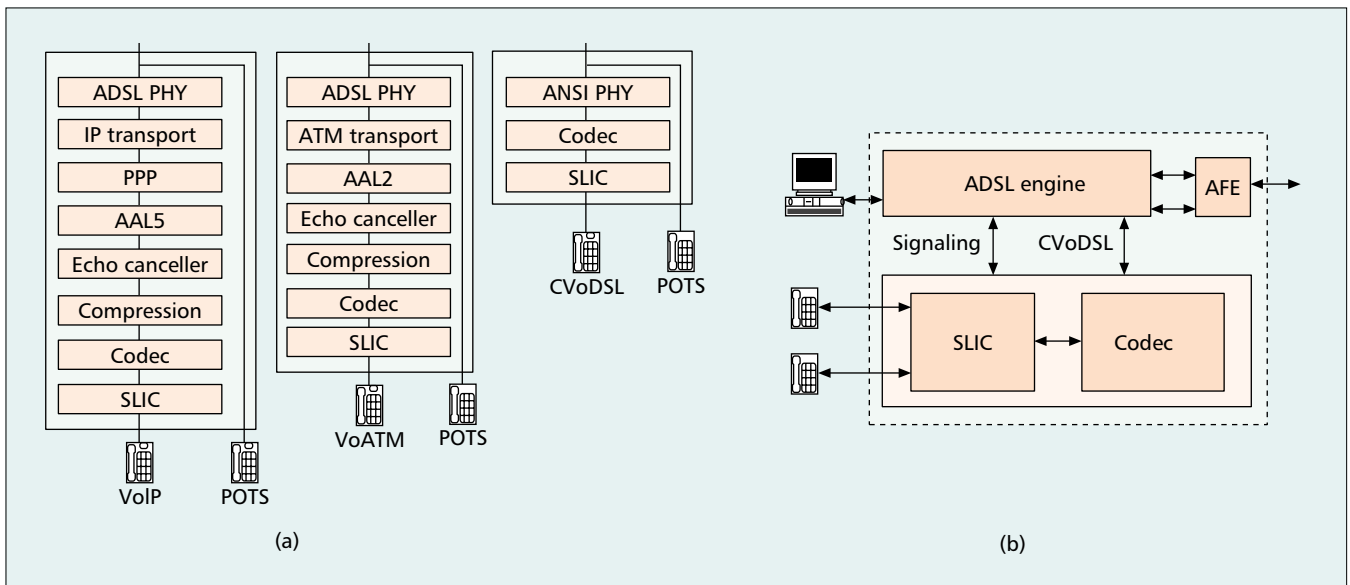 ADSL PHY
IP transport
PPP
AAL5
Echo canceller
Compression
Codec
SLIC
VoIP
POTS
ADSL PHY
ATM transport
AAL2
Echo canceller
Compression
Codec
SLIC
VoATM
POTS
ANSI PHY
Codec
SLIC
CVoDSL
POTS
(a)
ADSL engine
AFE
Signaling
CVoDSL
SLIC
Codec
(b)